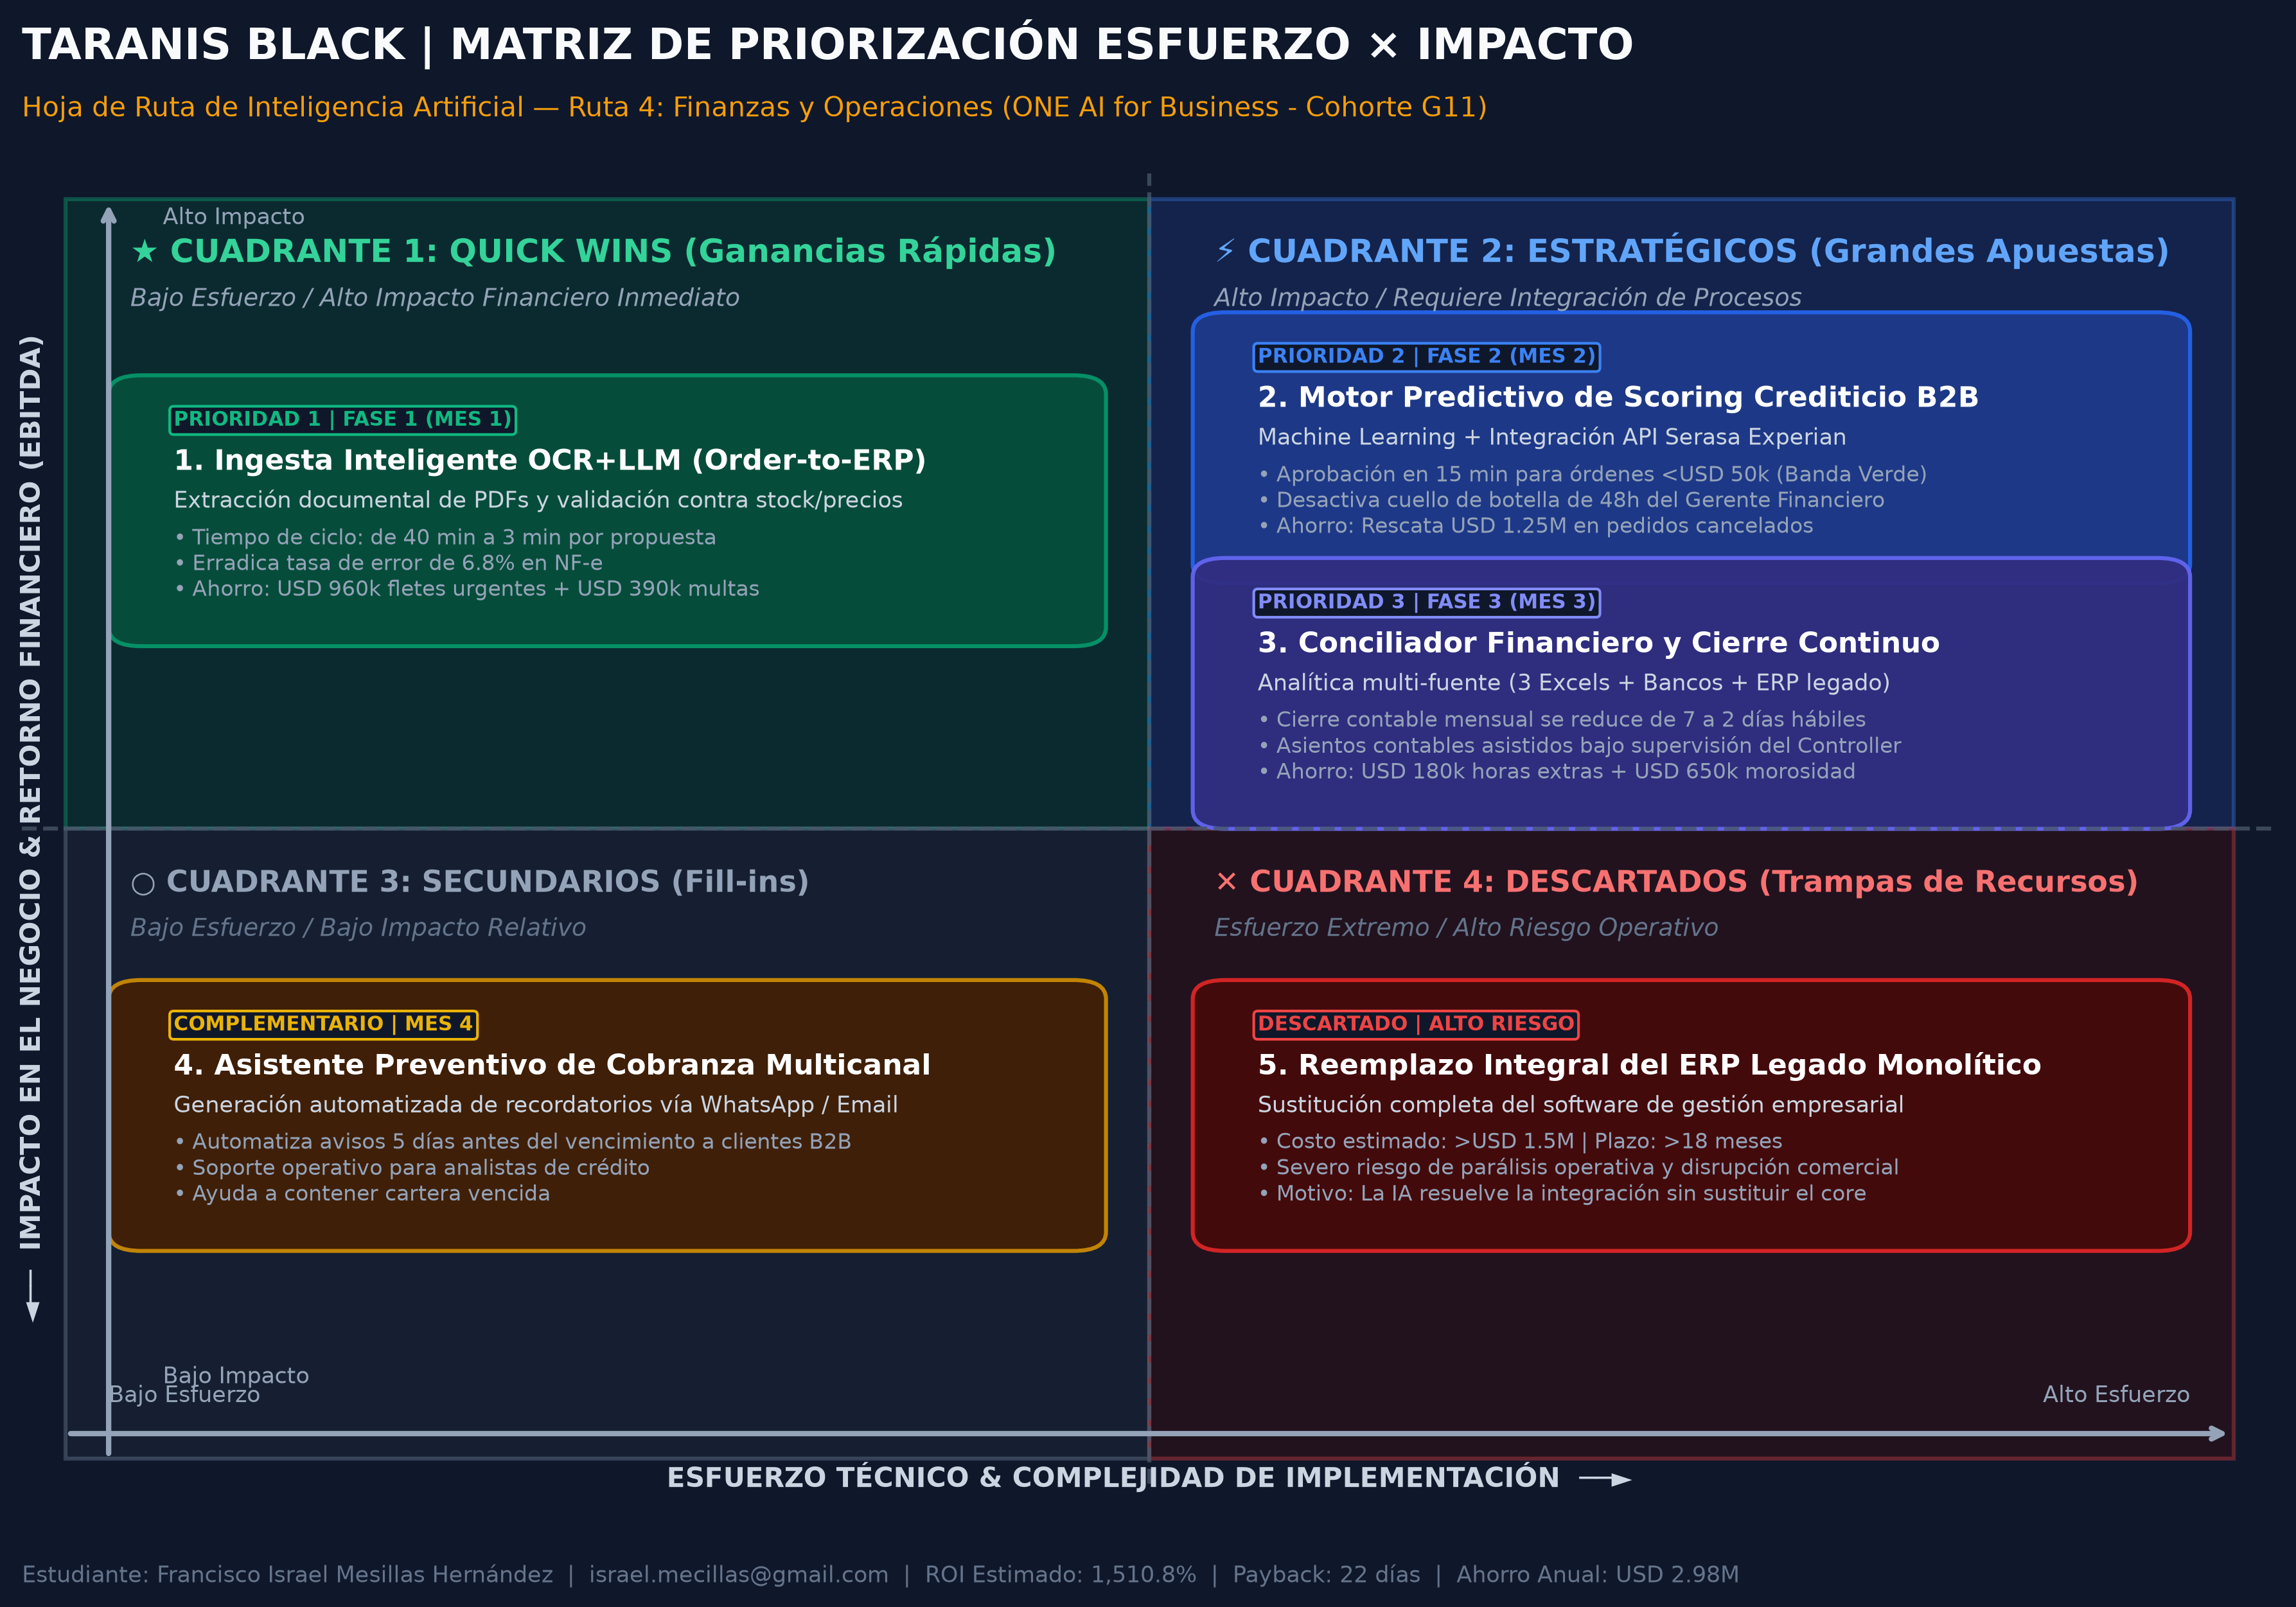 TARANIS BLACK | MATRIZ DE PRIORIZACIÓN ESFUERZO × IMPACTO
Hoja de Ruta de Inteligencia Artificial — Ruta 4: Finanzas y Operaciones (ONE AI for Business - Cohorte G11)
IMPACTO EN EL NEGOCIO & RETORNO FINANCIERO (EBITDA)
Alto Impacto
★ CUADRANTE 1: QUICK WINS (Ganancias Rápidas)
Bajo Esfuerzo / Alto Impacto Financiero Inmediato
PRIORIDAD 1 | FASE 1 (MES 1)
1. Ingesta Inteligente OCR+LLM (Order-to-ERP)
Extracción documental de PDFs y validación contra stock/precios
• Tiempo de ciclo: de 40 min a 3 min por propuesta
• Erradica tasa de error de 6.8% en NF-e
• Ahorro: USD 960k fletes urgentes + USD 390k multas
⚡ CUADRANTE 2: ESTRATÉGICOS (Grandes Apuestas)
Alto Impacto / Requiere Integración de Procesos
PRIORIDAD 2 | FASE 2 (MES 2)
2. Motor Predictivo de Scoring Crediticio B2B
Machine Learning + Integración API Serasa Experian
• Aprobación en 15 min para órdenes <USD 50k (Banda Verde)
• Desactiva cuello de botella de 48h del Gerente Financiero
• Ahorro: Rescata USD 1.25M en pedidos cancelados
PRIORIDAD 3 | FASE 3 (MES 3)
3. Conciliador Financiero y Cierre Continuo
Analítica multi-fuente (3 Excels + Bancos + ERP legado)
• Cierre contable mensual se reduce de 7 a 2 días hábiles
• Asientos contables asistidos bajo supervisión del Controller
• Ahorro: USD 180k horas extras + USD 650k morosidad
○ CUADRANTE 3: SECUNDARIOS (Fill-ins)
Bajo Esfuerzo / Bajo Impacto Relativo
COMPLEMENTARIO | MES 4
4. Asistente Preventivo de Cobranza Multicanal
Generación automatizada de recordatorios vía WhatsApp / Email
• Automatiza avisos 5 días antes del vencimiento a clientes B2B
• Soporte operativo para analistas de crédito
• Ayuda a contener cartera vencida
✕ CUADRANTE 4: DESCARTADOS (Trampas de Recursos)
Esfuerzo Extremo / Alto Riesgo Operativo
DESCARTADO | ALTO RIESGO
5. Reemplazo Integral del ERP Legado Monolítico
Sustitución completa del software de gestión empresarial
• Costo estimado: >USD 1.5M | Plazo: >18 meses
• Severo riesgo de parálisis operativa y disrupción comercial
• Motivo: La IA resuelve la integración sin sustituir el core
Bajo Impacto
Bajo Esfuerzo
Alto Esfuerzo
ESFUERZO TÉCNICO & COMPLEJIDAD DE IMPLEMENTACIÓN
Estudiante: Francisco Israel Mesillas Hernández | israel.mecillas@gmail.com | ROI Estimado: 1,510.8% | Payback: 22 días | Ahorro Anual: USD 2.98M